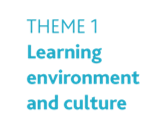 THEME 1
Learning
environment
and culture